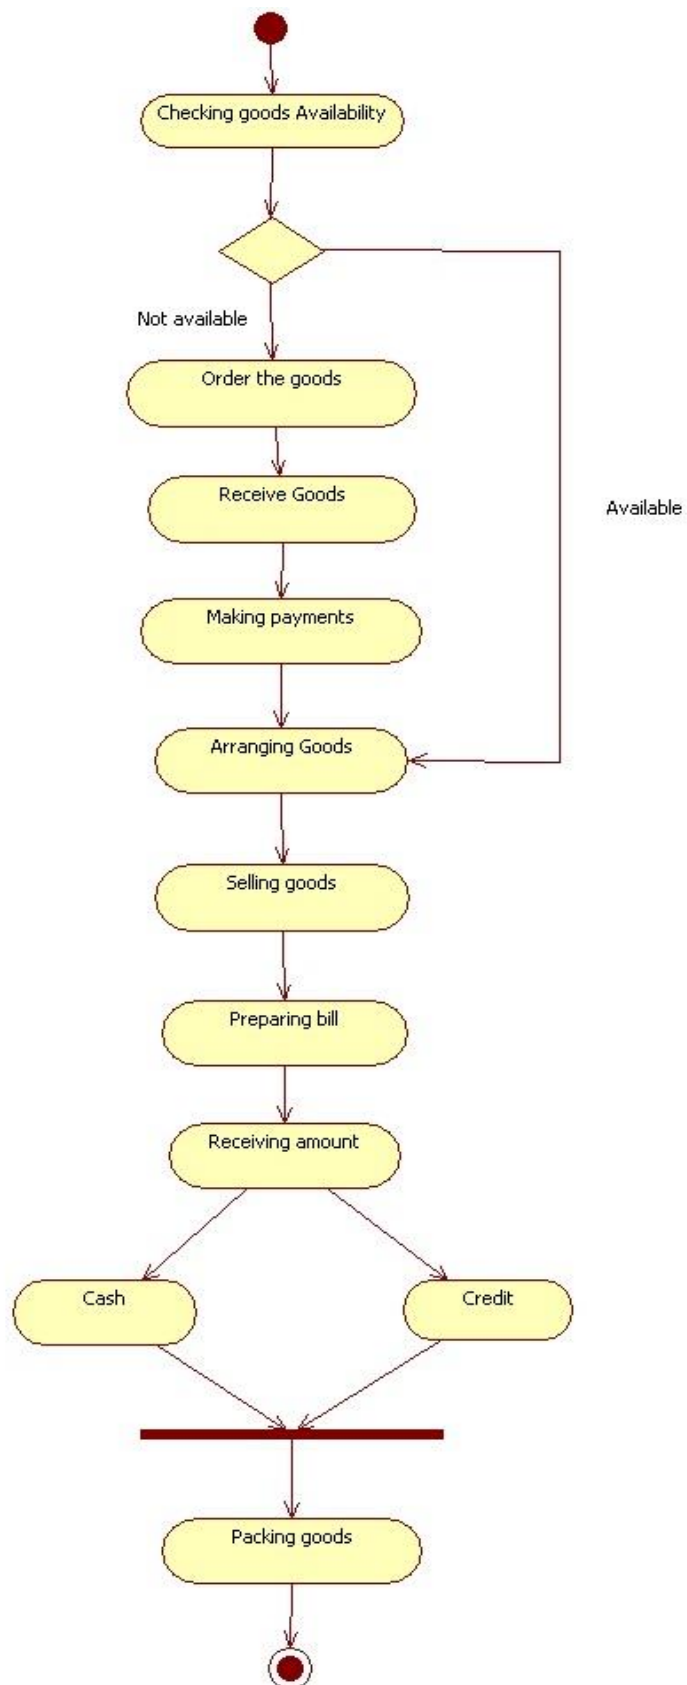 Checking goods Availability
Not available
Order the goods
Receive Goods
Available
Making payments
Arranging Goods
Selling goods
Preparing bill
Receiving amount
Cash
Credit
Packing goods